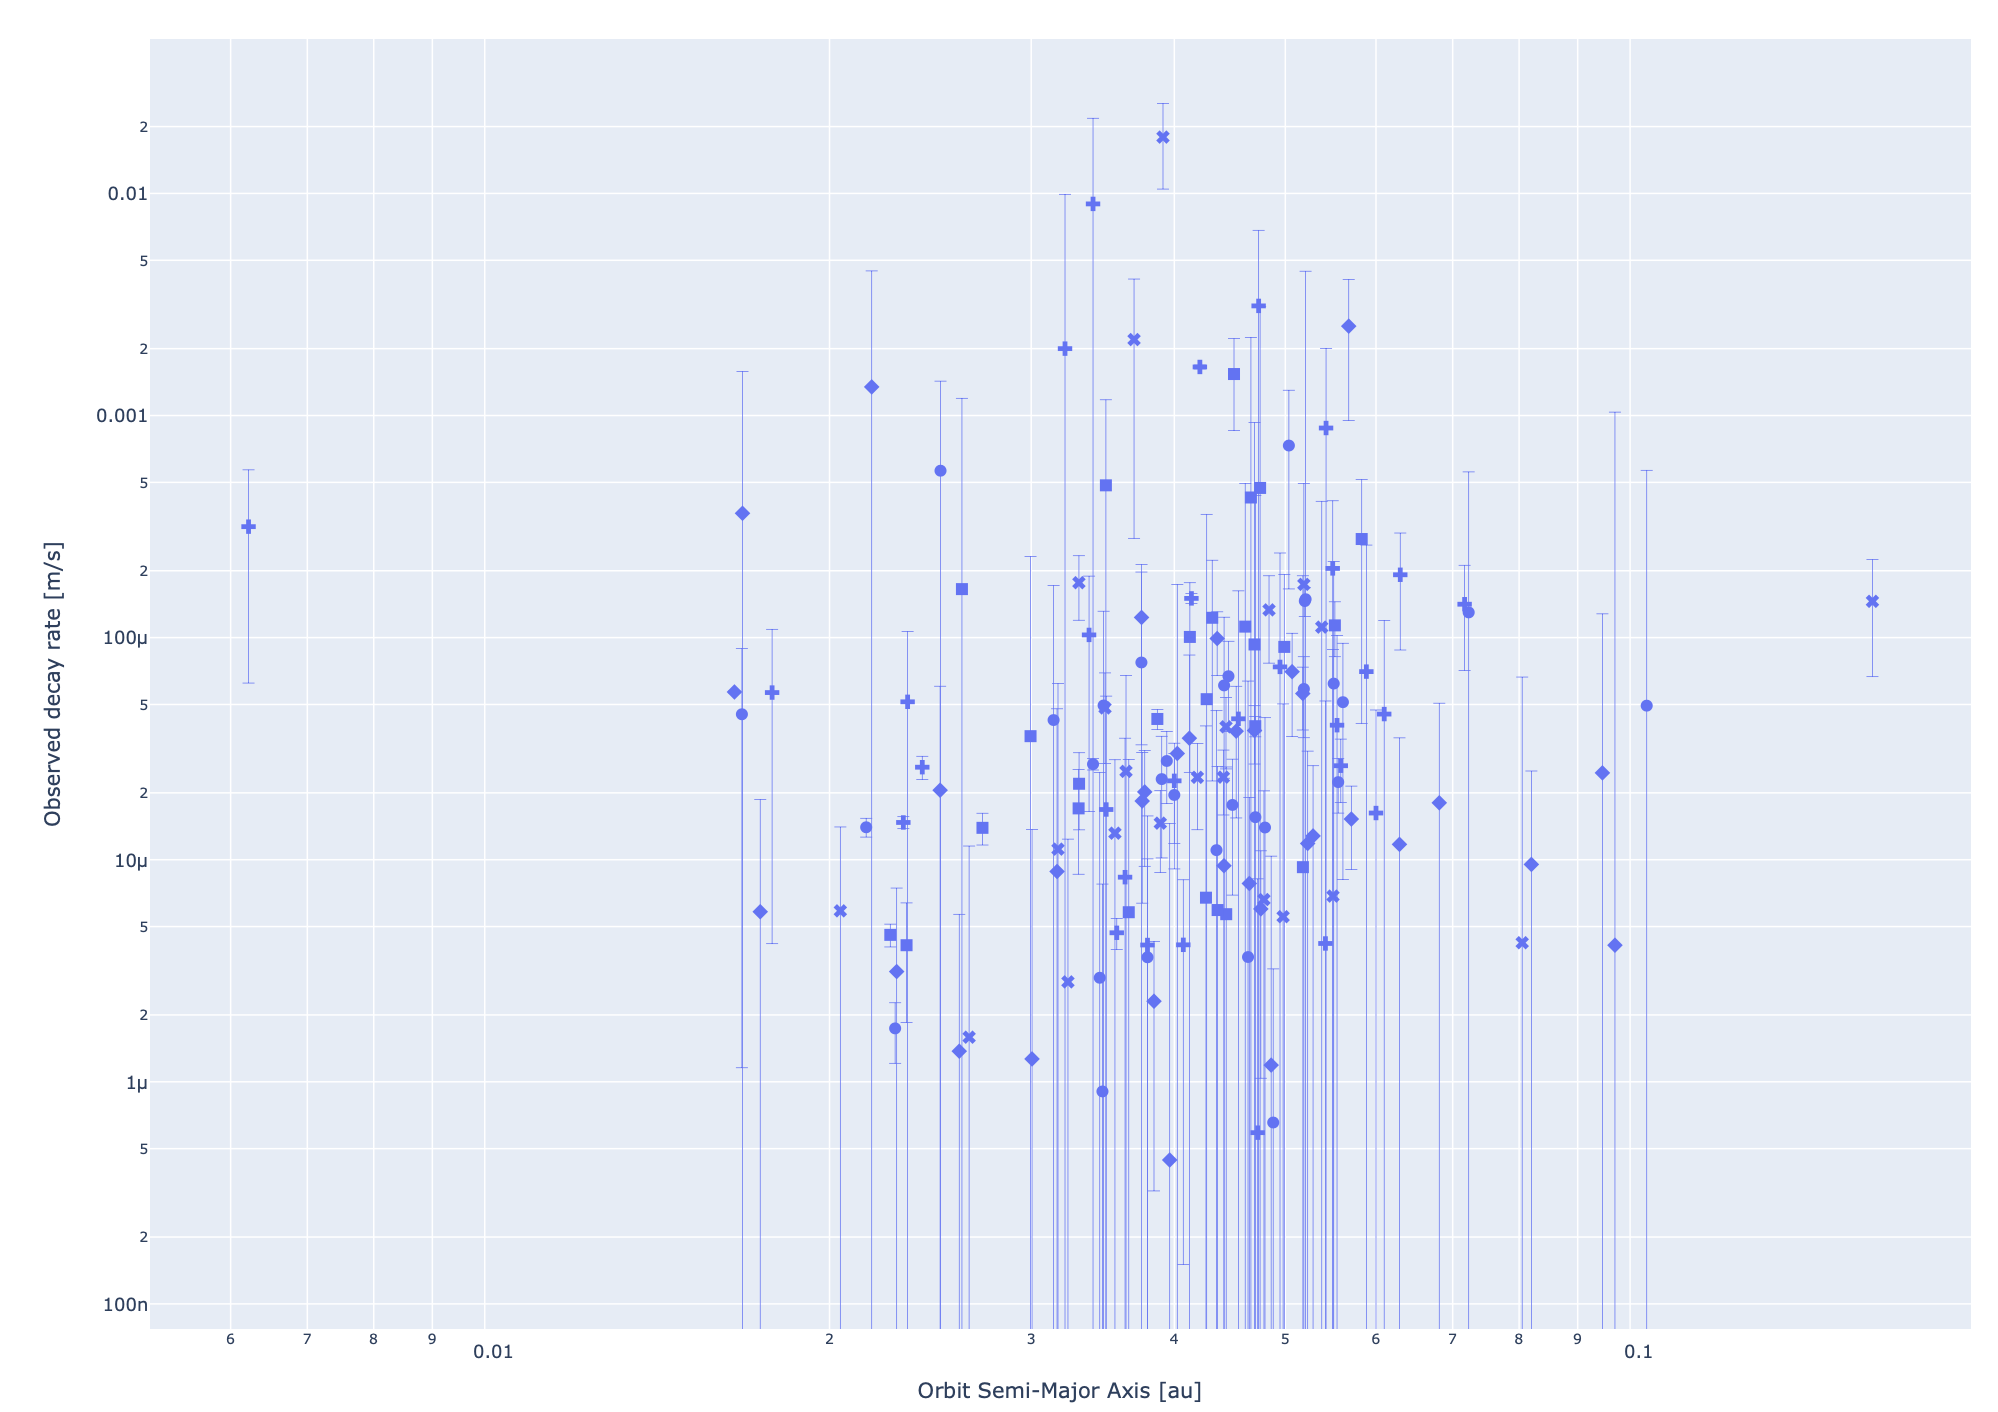 2
0.01
5
2
0.001
5
2
100μ
5
2
10μ
5
2
1μ
5
2
100n
6 7 8 9 2 3 4 5 6 7 8 9
0.01 0.1
Orbit Semi-Major Axis [au]
Observed decay rate [m/s]